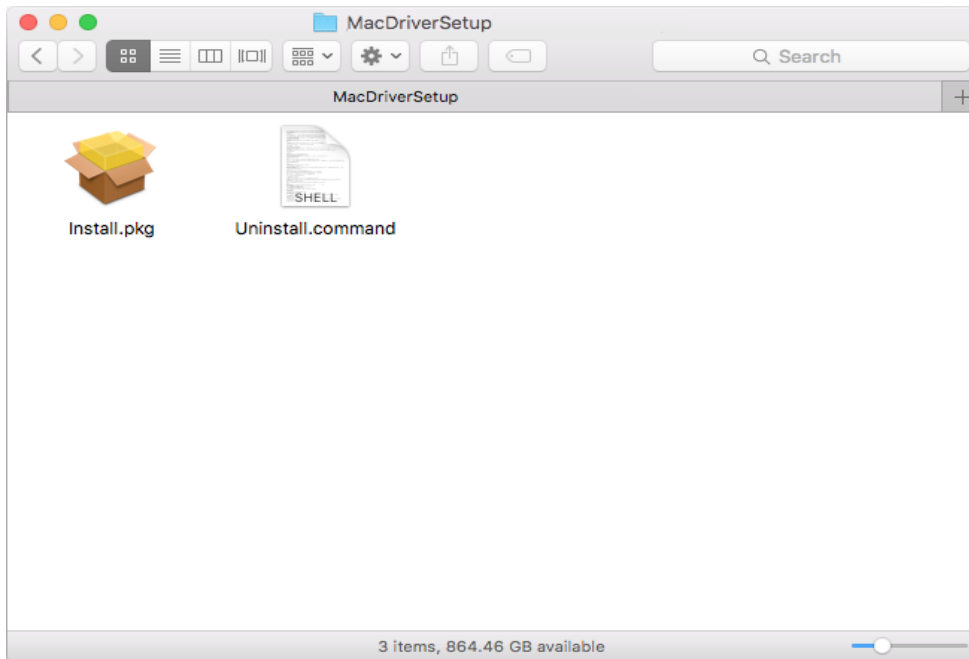 MacDriverSetup
Search
MacDriverSetup
SHELL
Install.pkg
Uninstall.command
3 items, 864.46 GB available